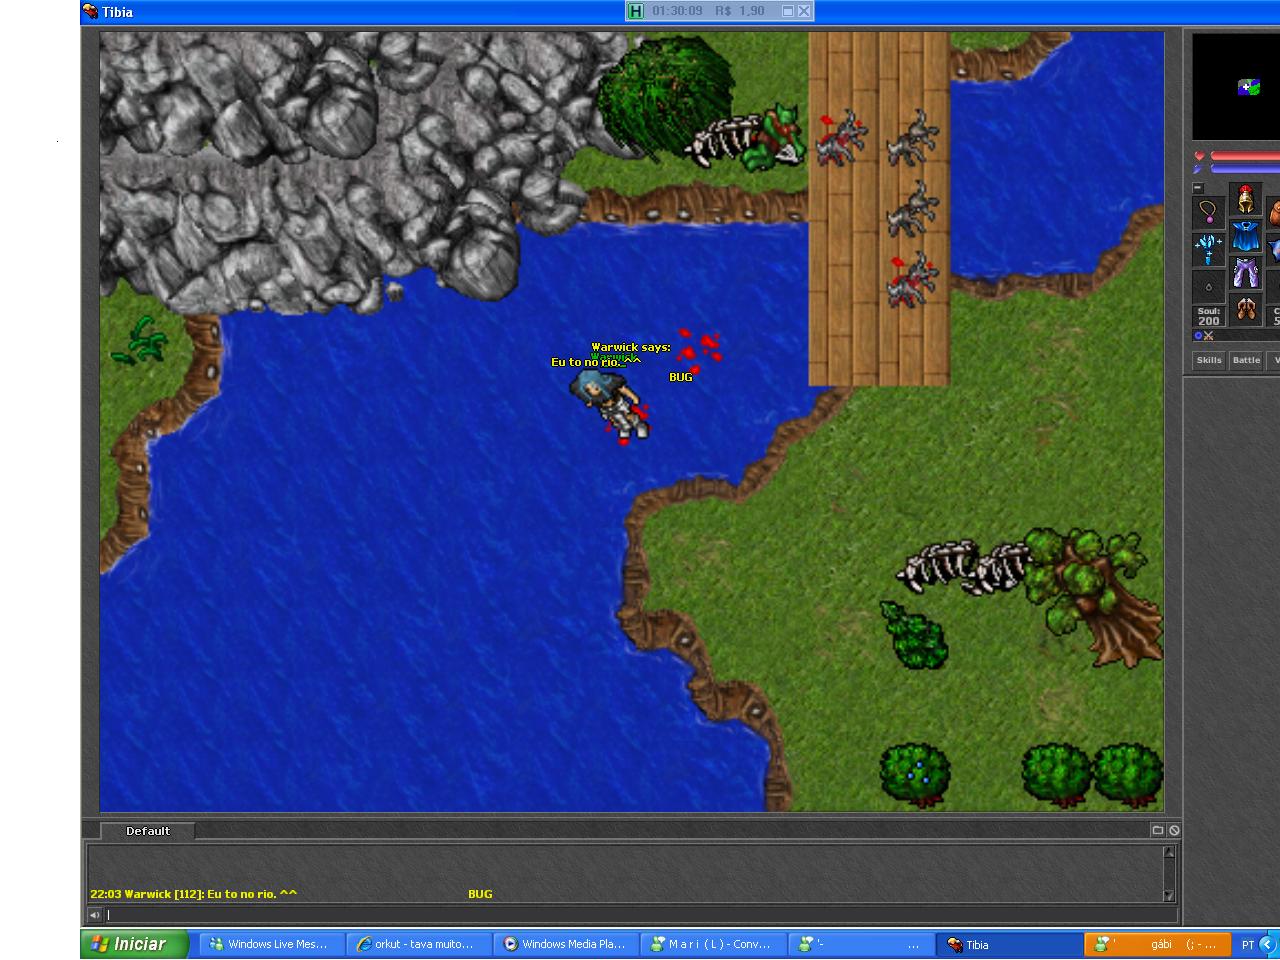 Tibia
H 01:30:09 R$ 1,90
Warwick says:
Warwick
Eu to no rio. ^^
BUG
Soul:
200
Skills Battle V
Default
22:03 Warwick [112]: Eu to no rio. ^^ BUG
Iniciar
Windows Live Mes...
orkut - tava muito...
Windows Media Pla...
M a r i ( L ) - Conv...
'- ...
Tibia
' gábi (; - ...
PT